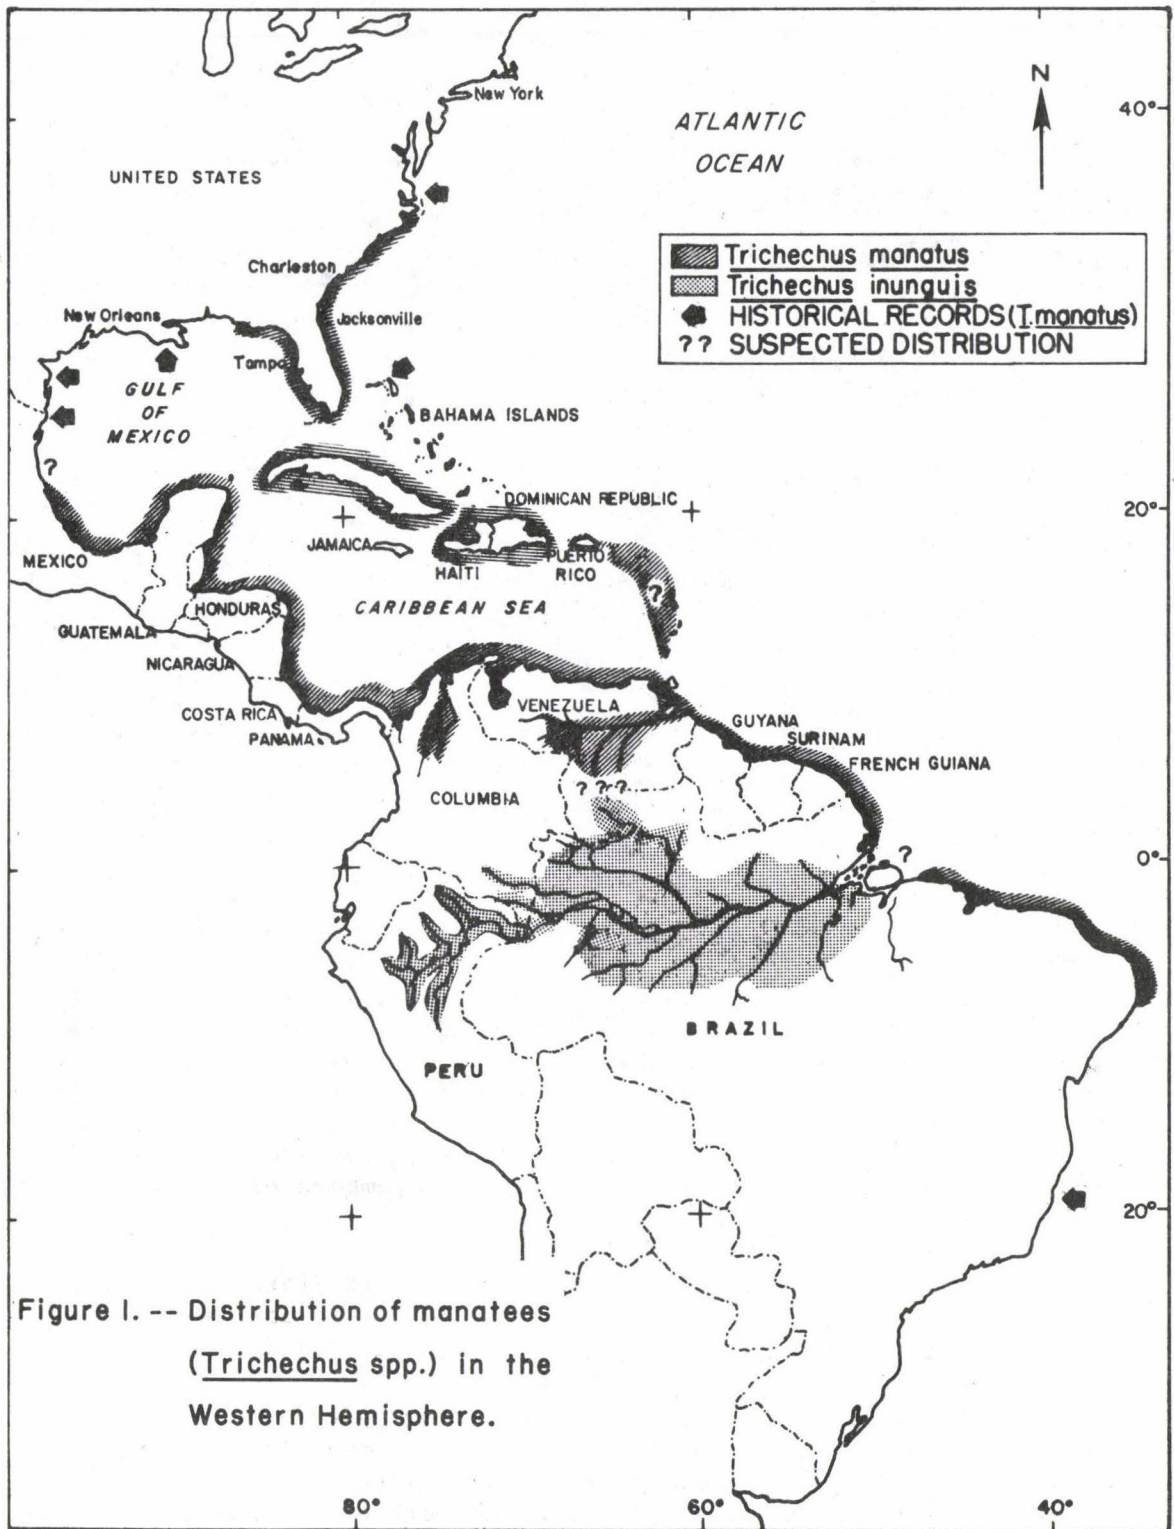 New York
40°
ATLANTIC
OCEAN
N
UNITED STATES
Trichechus manatus
Trichechus inunguis
HISTORICAL RECORDS (T. manatus)
?? SUSPECTED DISTRIBUTION
Charleston
New Orleans
Jacksonville
Tampa
GULF
OF
MEXICO
BAHAMA ISLANDS
?
DOMINICAN REPUBLIC
20°
JAMAICA
HAITI
PUERTO
RICO
MEXICO
?
HONDURAS
CARIBBEAN SEA
GUATEMALA
NICARAGUA
VENEZUELA
COSTA RICA
PANAMA
GUYANA
SURINAM
FRENCH GUIANA
? ? ?
COLUMBIA
?
0°
BRAZIL
PERU
20°
Figure 1. -- Distribution of manatees
(Trichechus spp.) in the
Western Hemisphere.
80°
60°
40°